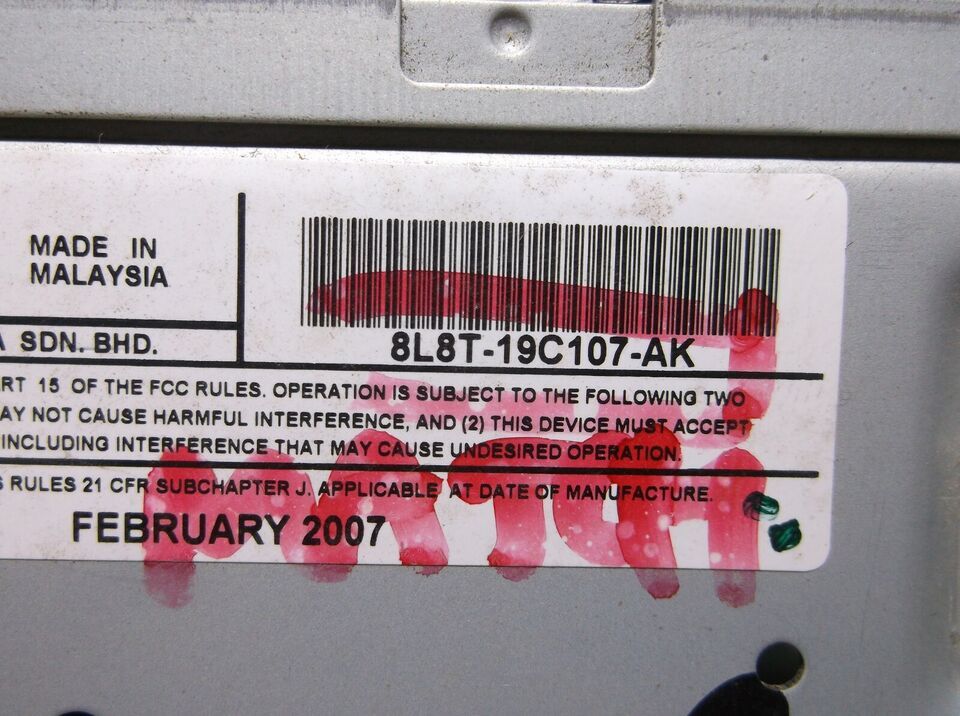 MADE IN
MALAYSIA
A SDN. BHD.
8L8T-19C107-AK
ART 15 OF THE FCC RULES. OPERATION IS SUBJECT TO THE FOLLOWING TWO
MAY NOT CAUSE HARMFUL INTERFERENCE, AND (2) THIS DEVICE MUST ACCEPT
INCLUDING INTERFERENCE THAT MAY CAUSE UNDESIRED OPERATION.
S RULES 21 CFR SUBCHAPTER J. APPLICABLE AT DATE OF MANUFACTURE.
FEBRUARY 2007